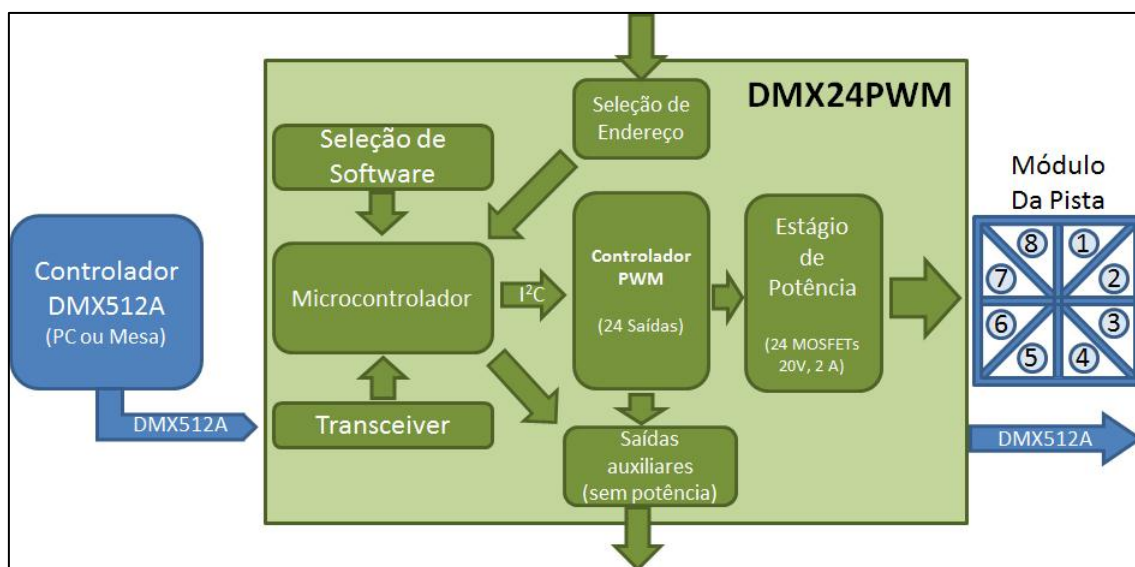 DMX24PWM
Seleção de
Endereço
Seleção de
Software
Controlador
DMX512A
(PC ou Mesa)
DMX512A
Microcontrolador
I²C
Transceiver
Controlador
PWM
(24 Saídas)
Estágio
de
Potência
(24 MOSFETs
20V, 2 A)
Saídas
auxiliares
(sem potência)
Módulo
Da Pista
8 1
7 2
6 3
5 4
DMX512A